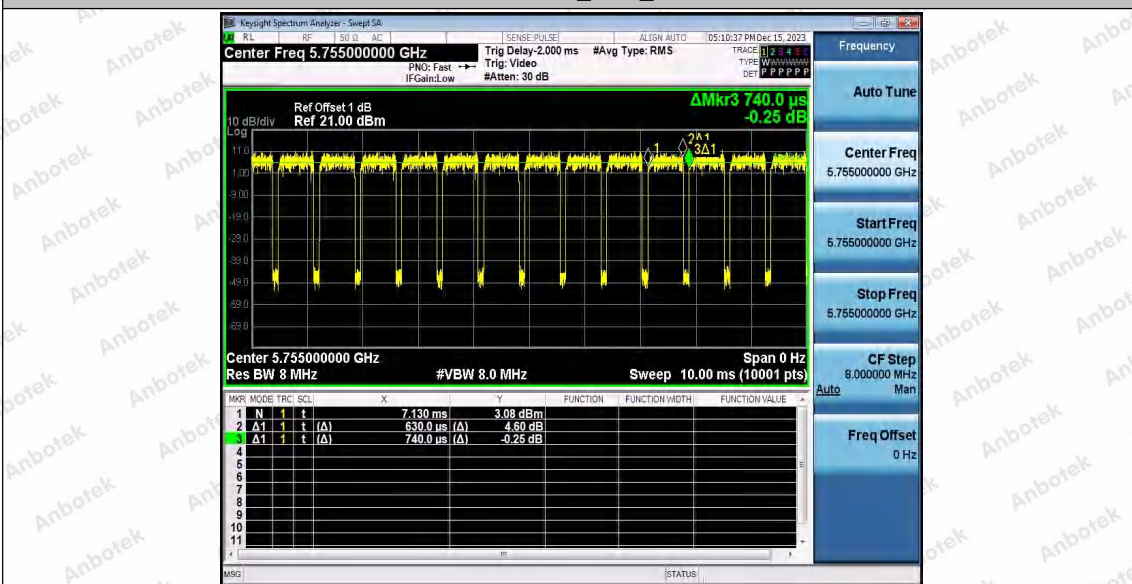 Keysight Spectrum Analyzer - Swept SA
RL RF 50 Ω AC SENSE:PULSE ALIGN AUTO 05:10:37 PM Dec 15, 2023
Center Freq 5.755000000 GHz
PNO: Fast
IFGain:Low
Trig Delay-2.000 ms
Trig: Video
#Atten: 30 dB
#Avg Type: RMS
TRACE 1 2 3 4 5 6
TYPE
DET P P P P P P
Frequency
Auto Tune
Center Freq
5.755000000 GHz
Start Freq
5.755000000 GHz
Stop Freq
5.755000000 GHz
CF Step
8.000000 MHz
Auto Man
Freq Offset
0 Hz
Ref Offset 1 dB
10 dB/div Ref 21.00 dBm
Log
ΔMkr3 740.0 µs
-0.25 dB
11.0
1.00
-9.00
-19.0
-29.0
-39.0
-49.0
-59.0
-69.0
1
2Δ1
3Δ1
Center 5.755000000 GHz Span 0 Hz
Res BW 8 MHz #VBW 8.0 MHz Sweep 10.00 ms (10001 pts)
MKR MODE TRC SCL X Y FUNCTION FUNCTION WIDTH FUNCTION VALUE
1 N 1 t 7.130 ms 3.08 dBm
2 Δ1 1 t (Δ) 630.0 µs (Δ) 4.60 dB
3 Δ1 1 t (Δ) 740.0 µs (Δ) -0.25 dB
4
5
6
7
8
9
10
11
MSG STATUS
Anbotek